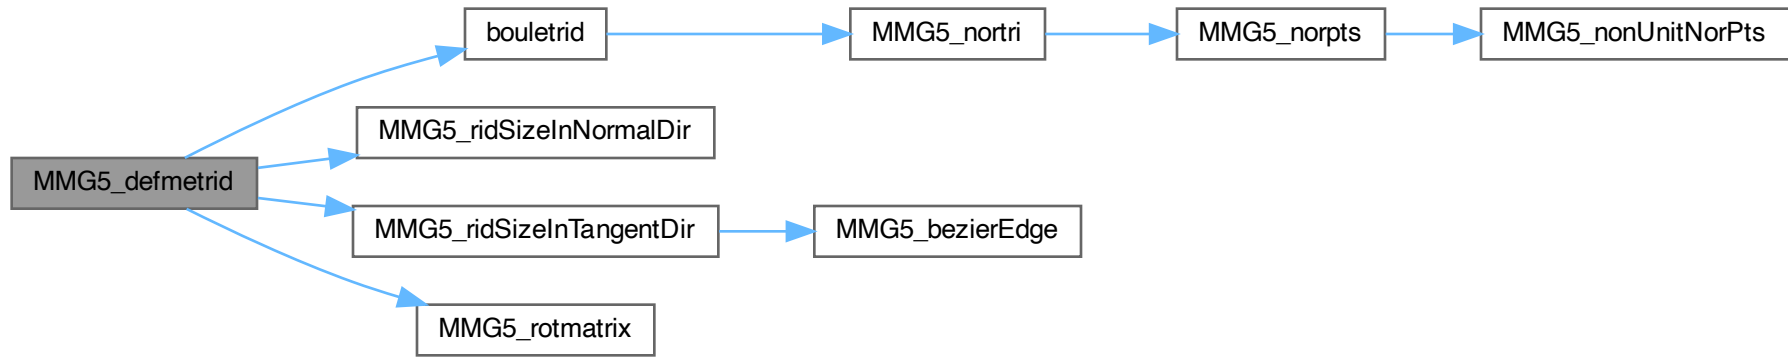 bouletrid
MMG5_nortri
MMG5_norpts
MMG5_nonUnitNorPts
MMG5_ridSizeInNormalDir
MMG5_defmetrid
MMG5_ridSizeInTangentDir
MMG5_bezierEdge
MMG5_rotmatrix